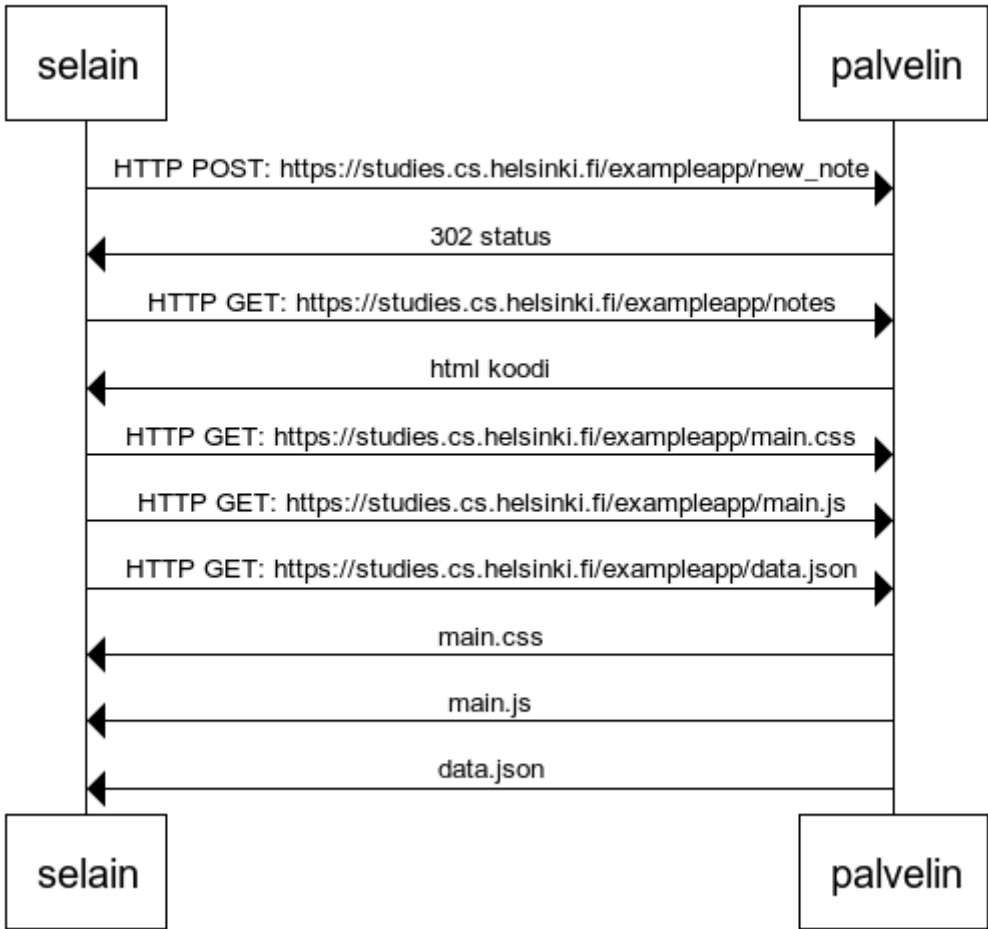 selain
palvelin
HTTP POST: https://studies.cs.helsinki.fi/exampleapp/new_note
302 status
HTTP GET: https://studies.cs.helsinki.fi/exampleapp/notes
html koodi
HTTP GET: https://studies.cs.helsinki.fi/exampleapp/main.css
HTTP GET: https://studies.cs.helsinki.fi/exampleapp/main.js
HTTP GET: https://studies.cs.helsinki.fi/exampleapp/data.json
main.css
main.js
data.json
selain
palvelin